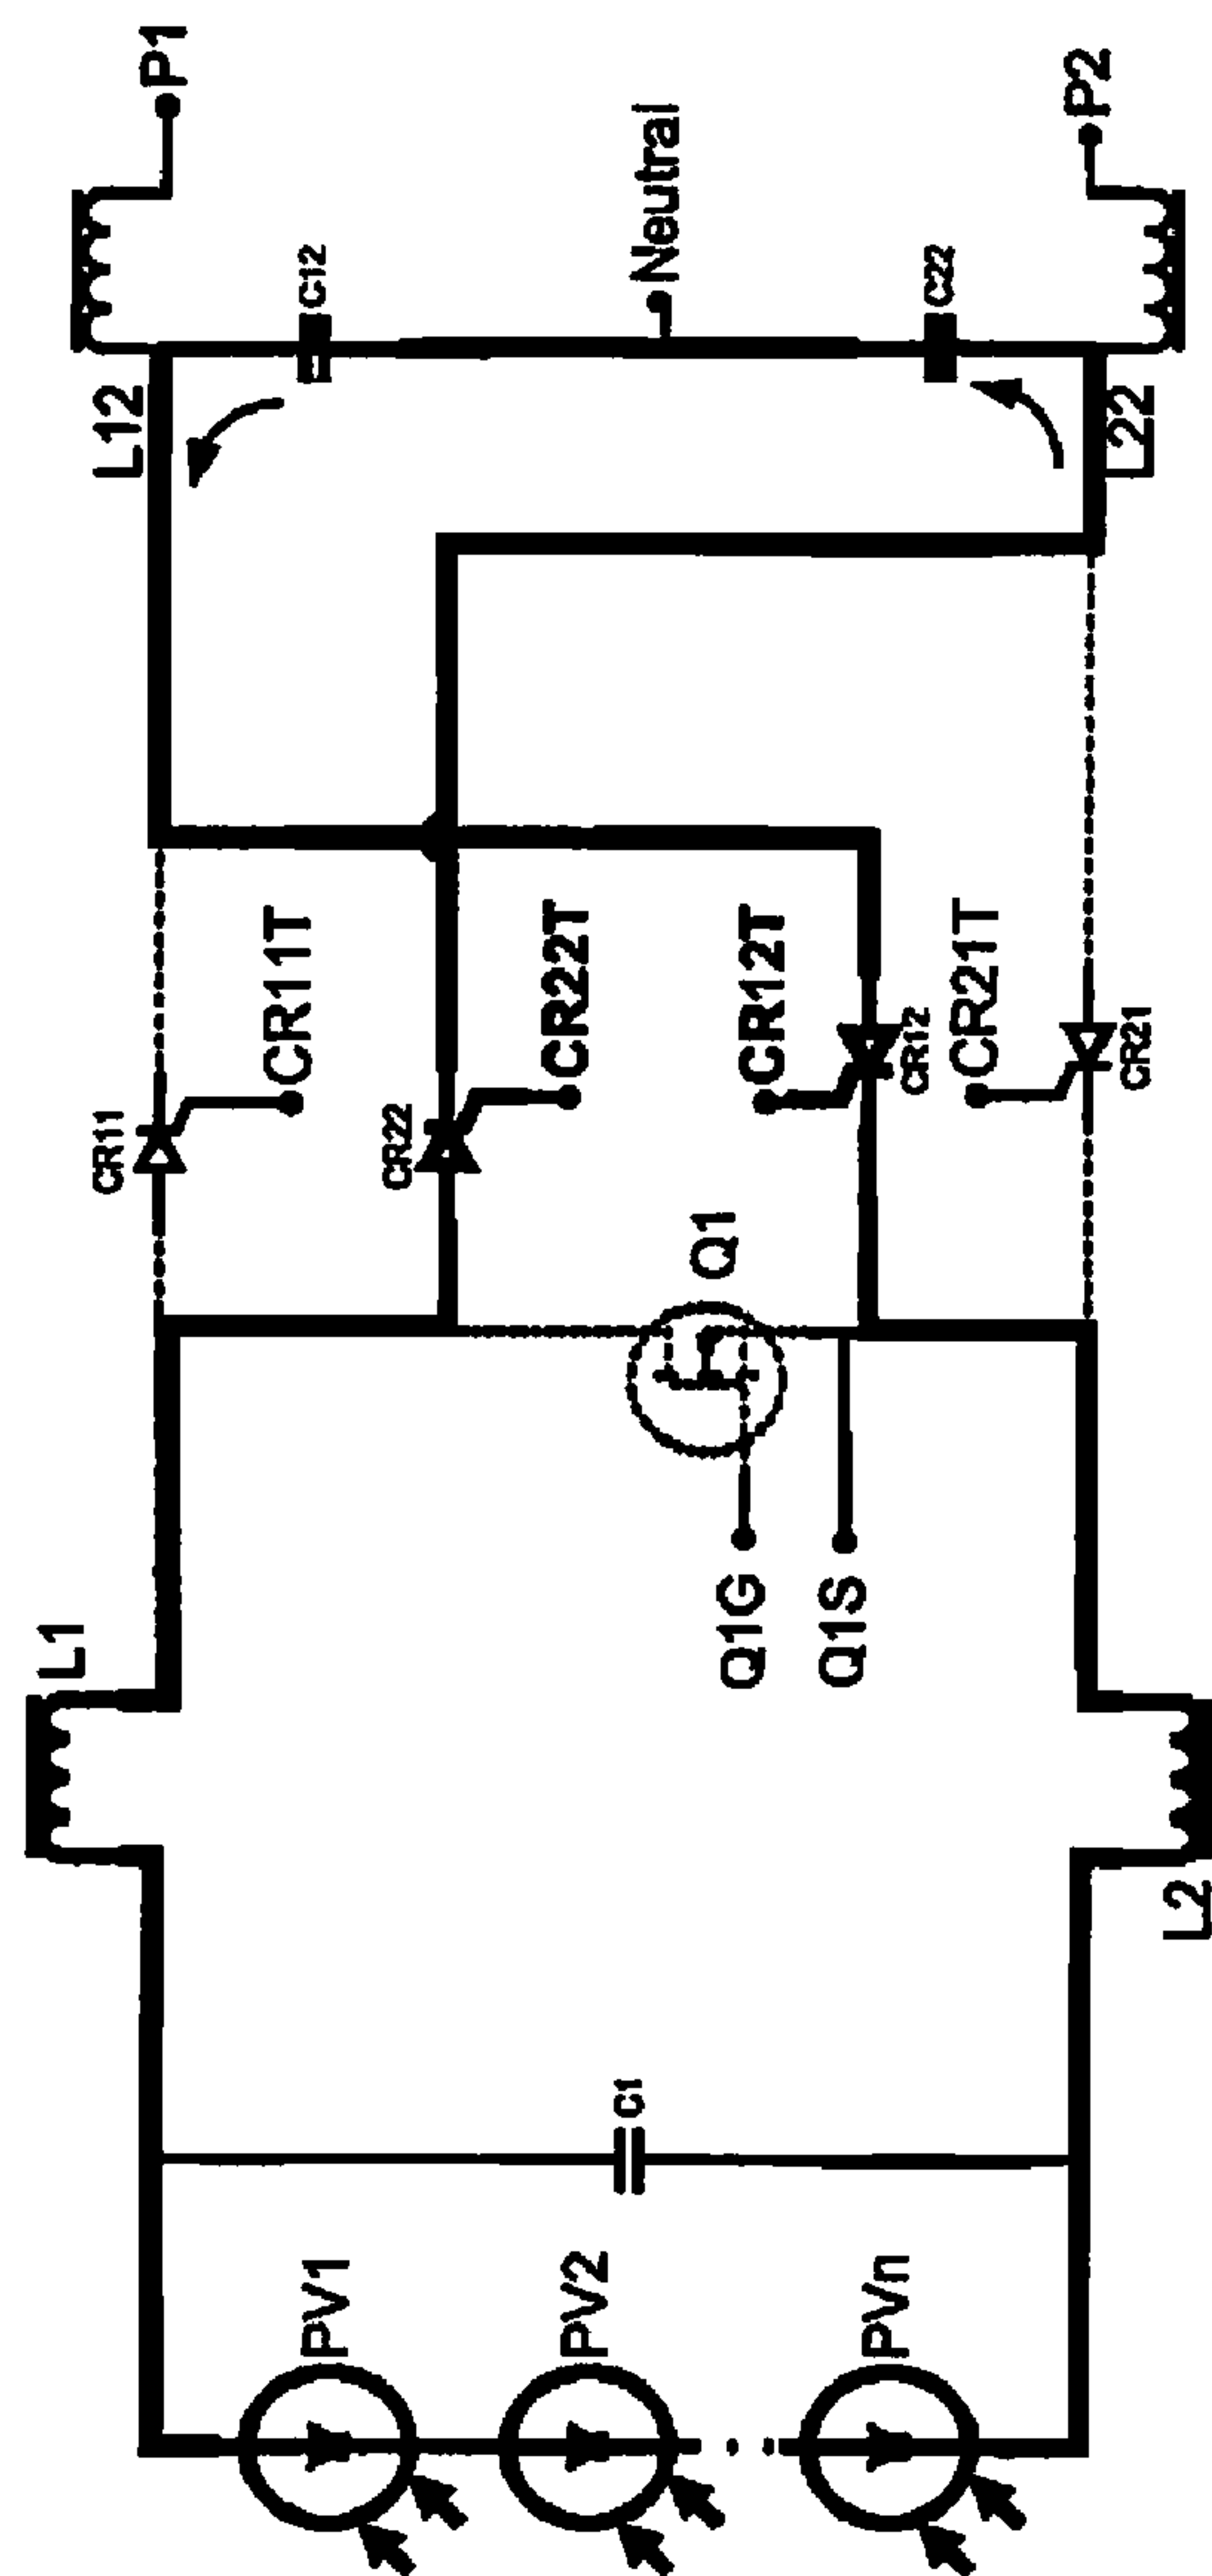 P1
P2
Neutral
C12
C22
L12
L22
CR11T
CR22T
CR12T
CR21T
CR11
CR22
CR12
CR21
Q1
Q1G
Q1S
L1
L2
C1
PV1
PV2
PVn